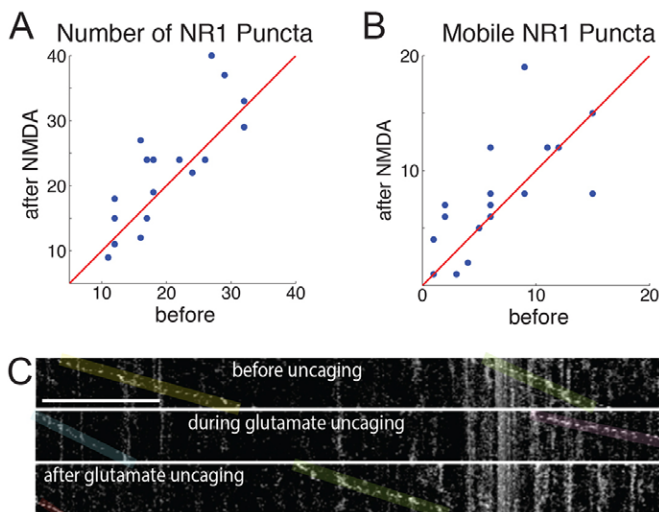 A Number of NR1 Puncta
40
30
20
10
after NMDA
10 20 30 40
before
B Mobile NR1 Puncta
20
10
after NMDA
0 10 20
before
C before uncaging
during glutamate uncaging
after glutamate uncaging